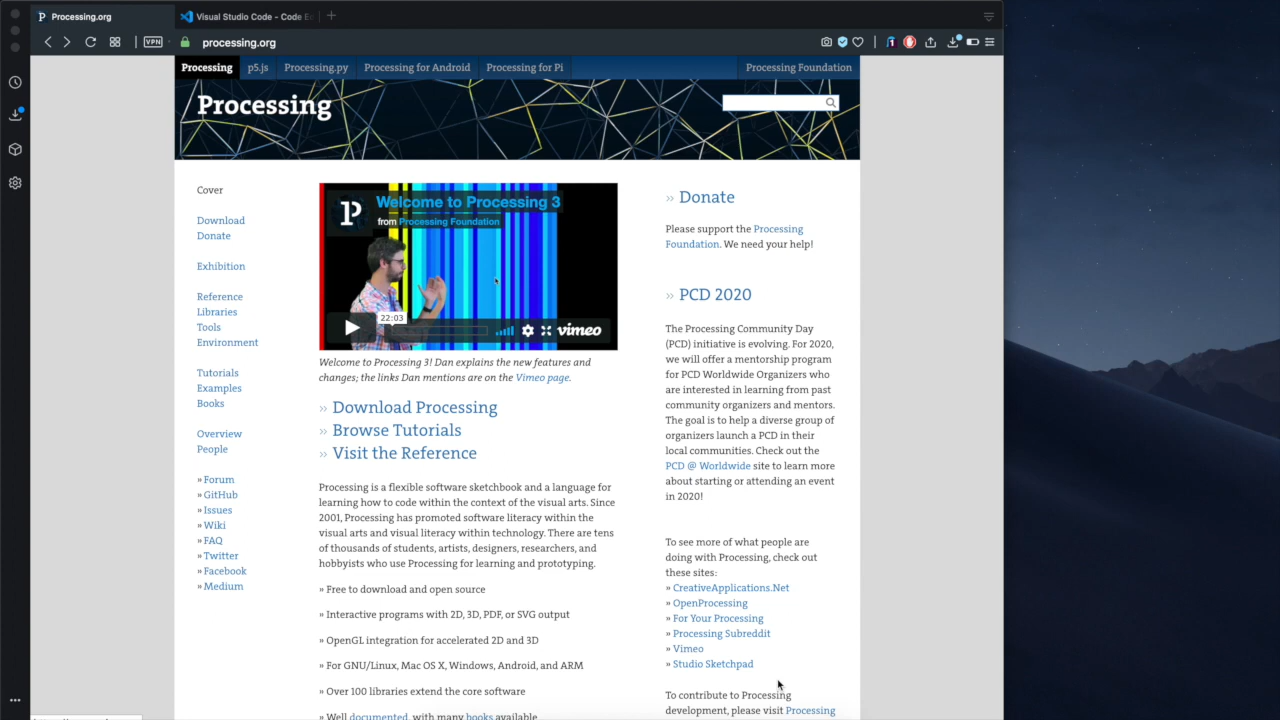 Processing.org
Visual Studio Code - Code E
VPN
processing.org
Processing
p5.js
Processing.py
Processing for Android
Processing for Pi
Processing Foundation
Processing
Cover
Download
Donate
Exhibition
Reference
Libraries
Tools
Environment
Tutorials
Examples
Books
Overview
People
» Forum
» GitHub
» Issues
» Wiki
» FAQ
» Twitter
» Facebook
» Medium
Welcome to Processing 3
from Processing Foundation
22:03
vimeo
Welcome to Processing 3! Dan explains the new features and
changes; the links Dan mentions are on the Vimeo page.
» Download Processing
» Browse Tutorials
» Visit the Reference
Processing is a flexible software sketchbook and a language for
learning how to code within the context of the visual arts. Since
2001, Processing has promoted software literacy within the
visual arts and visual literacy within technology. There are tens
of thousands of students, artists, designers, researchers, and
hobbyists who use Processing for learning and prototyping.
» Free to download and open source
» Interactive programs with 2D, 3D, PDF, or SVG output
» OpenGL integration for accelerated 2D and 3D
» For GNU/Linux, Mac OS X, Windows, Android, and ARM
» Over 100 libraries extend the core software
» Well documented, with many books available
» Donate
Please support the Processing
Foundation. We need your help!
» PCD 2020
The Processing Community Day
(PCD) initiative is evolving. For 2020,
we will offer a mentorship program
for PCD Worldwide Organizers who
are interested in learning from past
community organizers and mentors.
The goal is to help a diverse group of
organizers launch a PCD in their
local communities. Check out the
PCD @ Worldwide site to learn more
about starting or attending an event
in 2020!
To see more of what people are
doing with Processing, check out
these sites:
» CreativeApplications.Net
» OpenProcessing
» For Your Processing
» Processing Subreddit
» Vimeo
» Studio Sketchpad
To contribute to Processing
development, please visit Processing